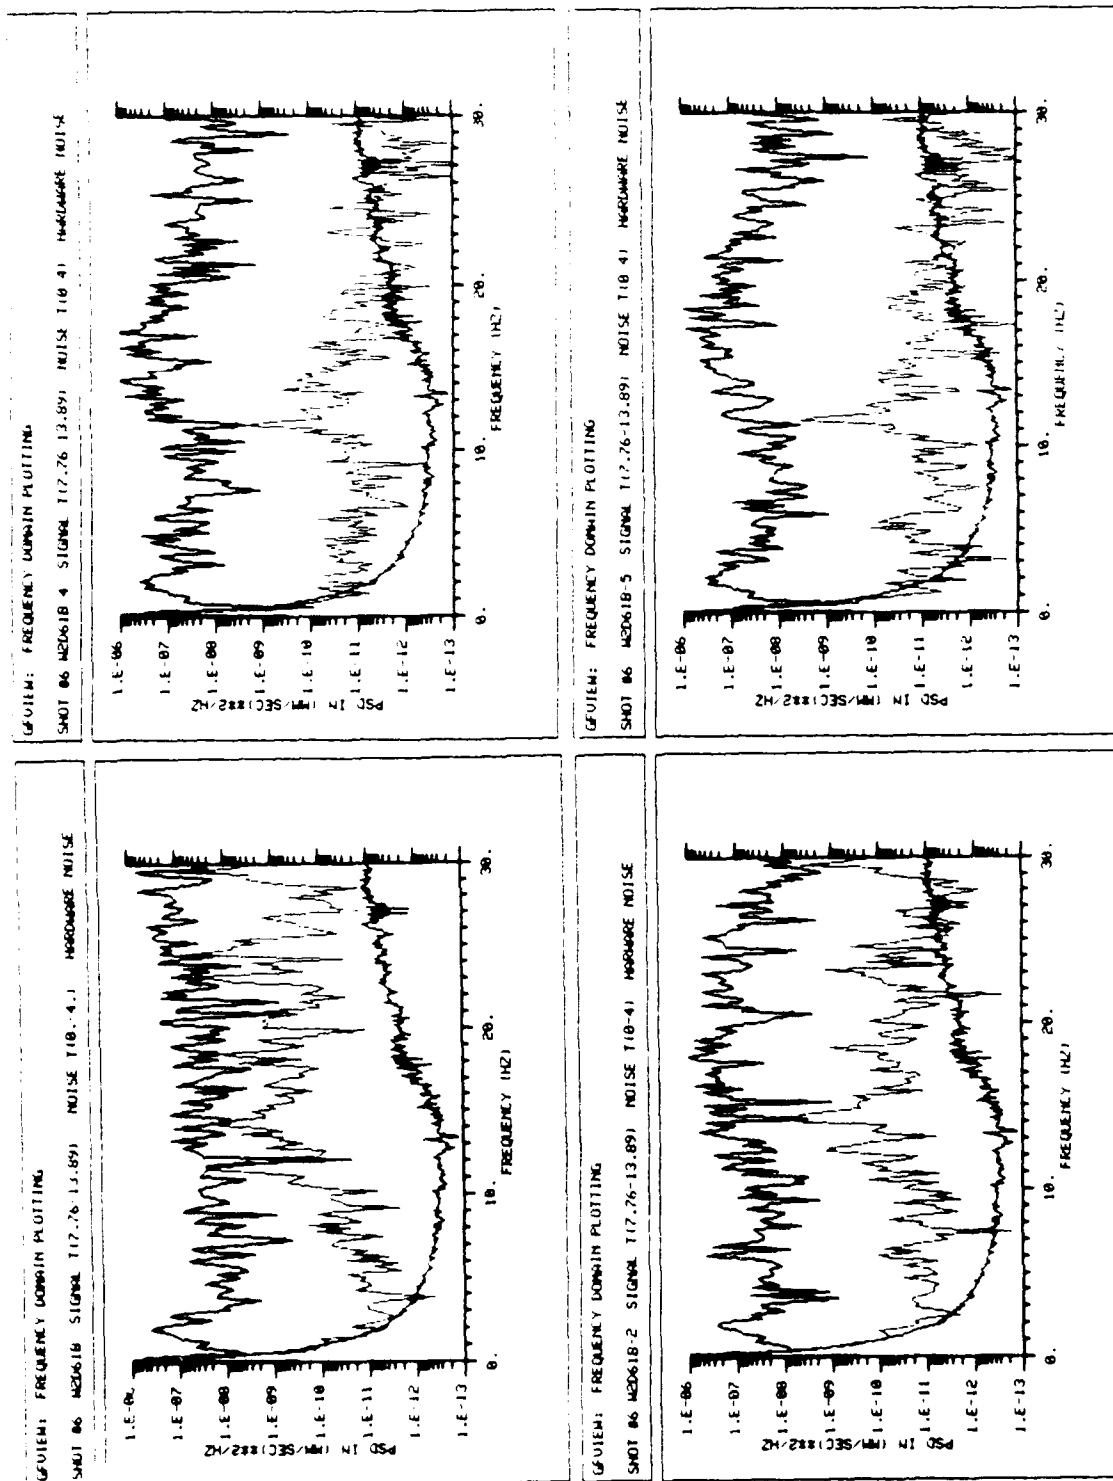 GFVIEW: FREQUENCY DOMAIN PLOTTING
SHOT #6 W2D61B SIGNAL T(7.76-13.89) NOISE T(0.-4.) HARDWARE NOISE
PSD IN (MM/SEC)**2/HZ
1.E-07
1.E-08
1.E-09
1.E-10
1.E-11
1.E-12
1.E-13
0.
10.
20.
30.
FREQUENCY (HZ)
GFVIEW: FREQUENCY DOMAIN PLOTTING
SHOT #6 W2D61B 4 SIGNAL T(7.76 13.89) NOISE T(0 4) HARDWARE NOISE
PSD IN (MM/SEC)**2/HZ
1.E-06
1.E-07
1.E-08
1.E-09
1.E-10
1.E-11
1.E-12
1.E-13
0.
10.
20.
30.
FREQUENCY (HZ)
GFVIEW: FREQUENCY DOMAIN PLOTTING
SHOT #6 W2D61B-2 SIGNAL T(7.76-13.89) NOISE T(0-4) HARWARE NOISE
PSD IN (MM/SEC)**2/HZ
1.E-06
1.E-07
1.E-08
1.E-09
1.E-10
1.E-11
1.E-12
1.E-13
0.
10.
20.
30.
FREQUENCY (HZ)
GFVIEW: FREQUENCY DOMAIN PLOTTING
SHOT #6 W2D61B-5 SIGNAL T(7.76-13.89) NOISE T(0 4) HARDWARE NOISE
PSD IN (MM/SEC)**2/HZ
1.E-06
1.E-07
1.E-08
1.E-09
1.E-10
1.E-11
1.E-12
1.E-13
0.
10.
20.
30.
FREQUENCY (HZ)